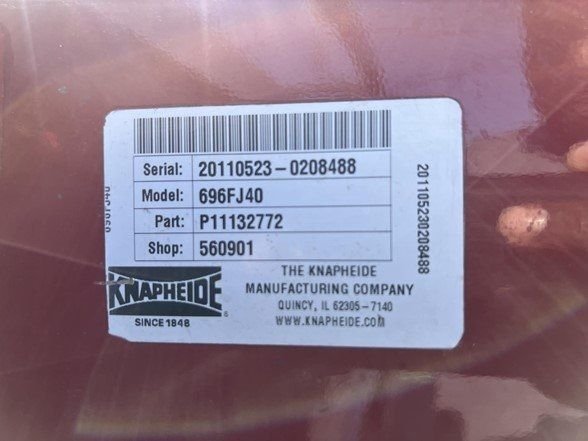 Serial: 20110523-0208488
Model: 696FJ40
Part: P11132772
Shop: 560901
KNAPHEIDE
SINCE 1848
THE KNAPHEIDE
MANUFACTURING COMPANY
QUINCY, IL 62305-7140
WWW.KNAPHEIDE.COM
201105230208488